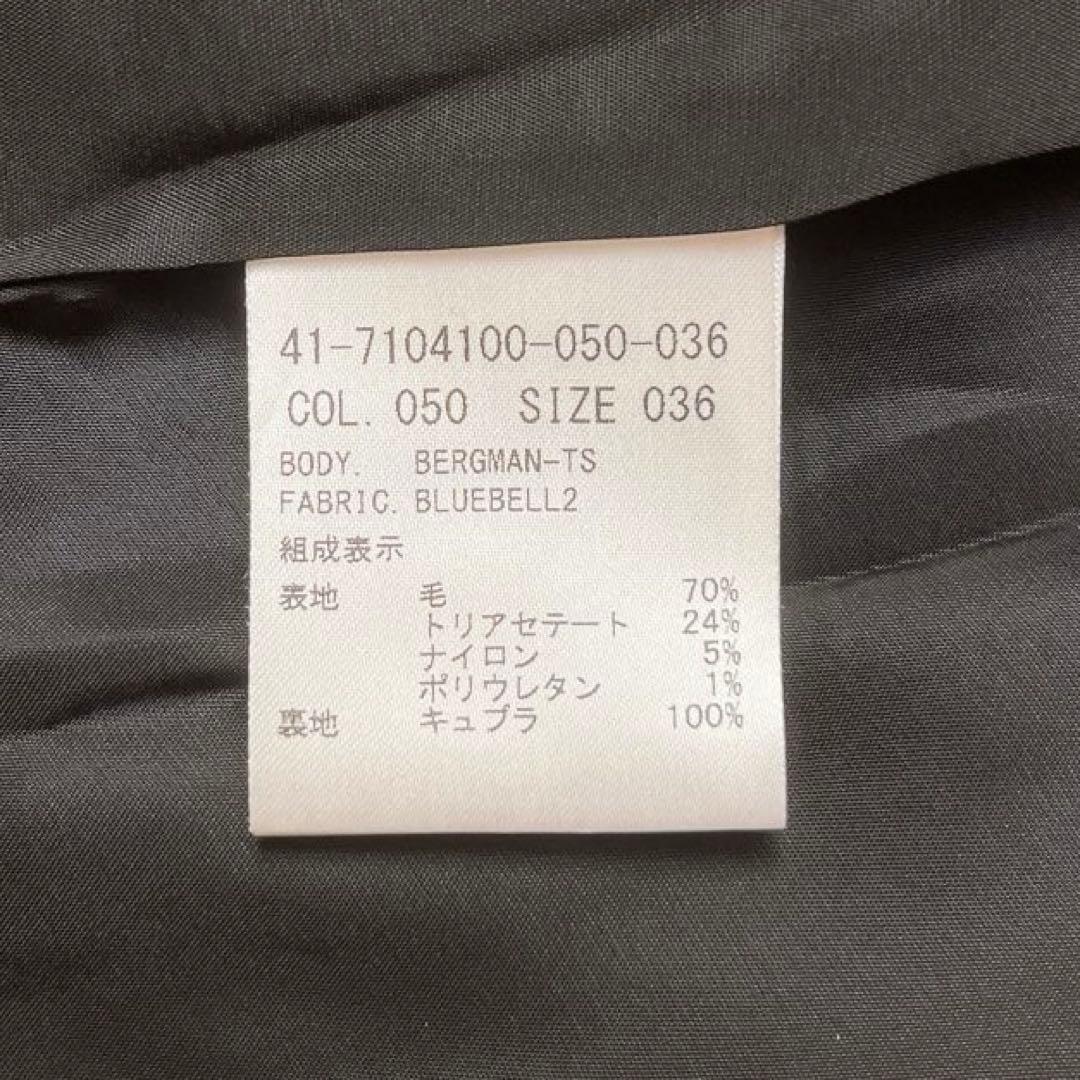 41-7104100-050-036
COL. 050 SIZE 036
BODY. BERGMAN-TS
FABRIC. BLUEBELL2
組成表示
表地 毛 70%
トリアセテート 24%
ナイロン 5%
ポリウレタン 1%
裏地 キュプラ 100%